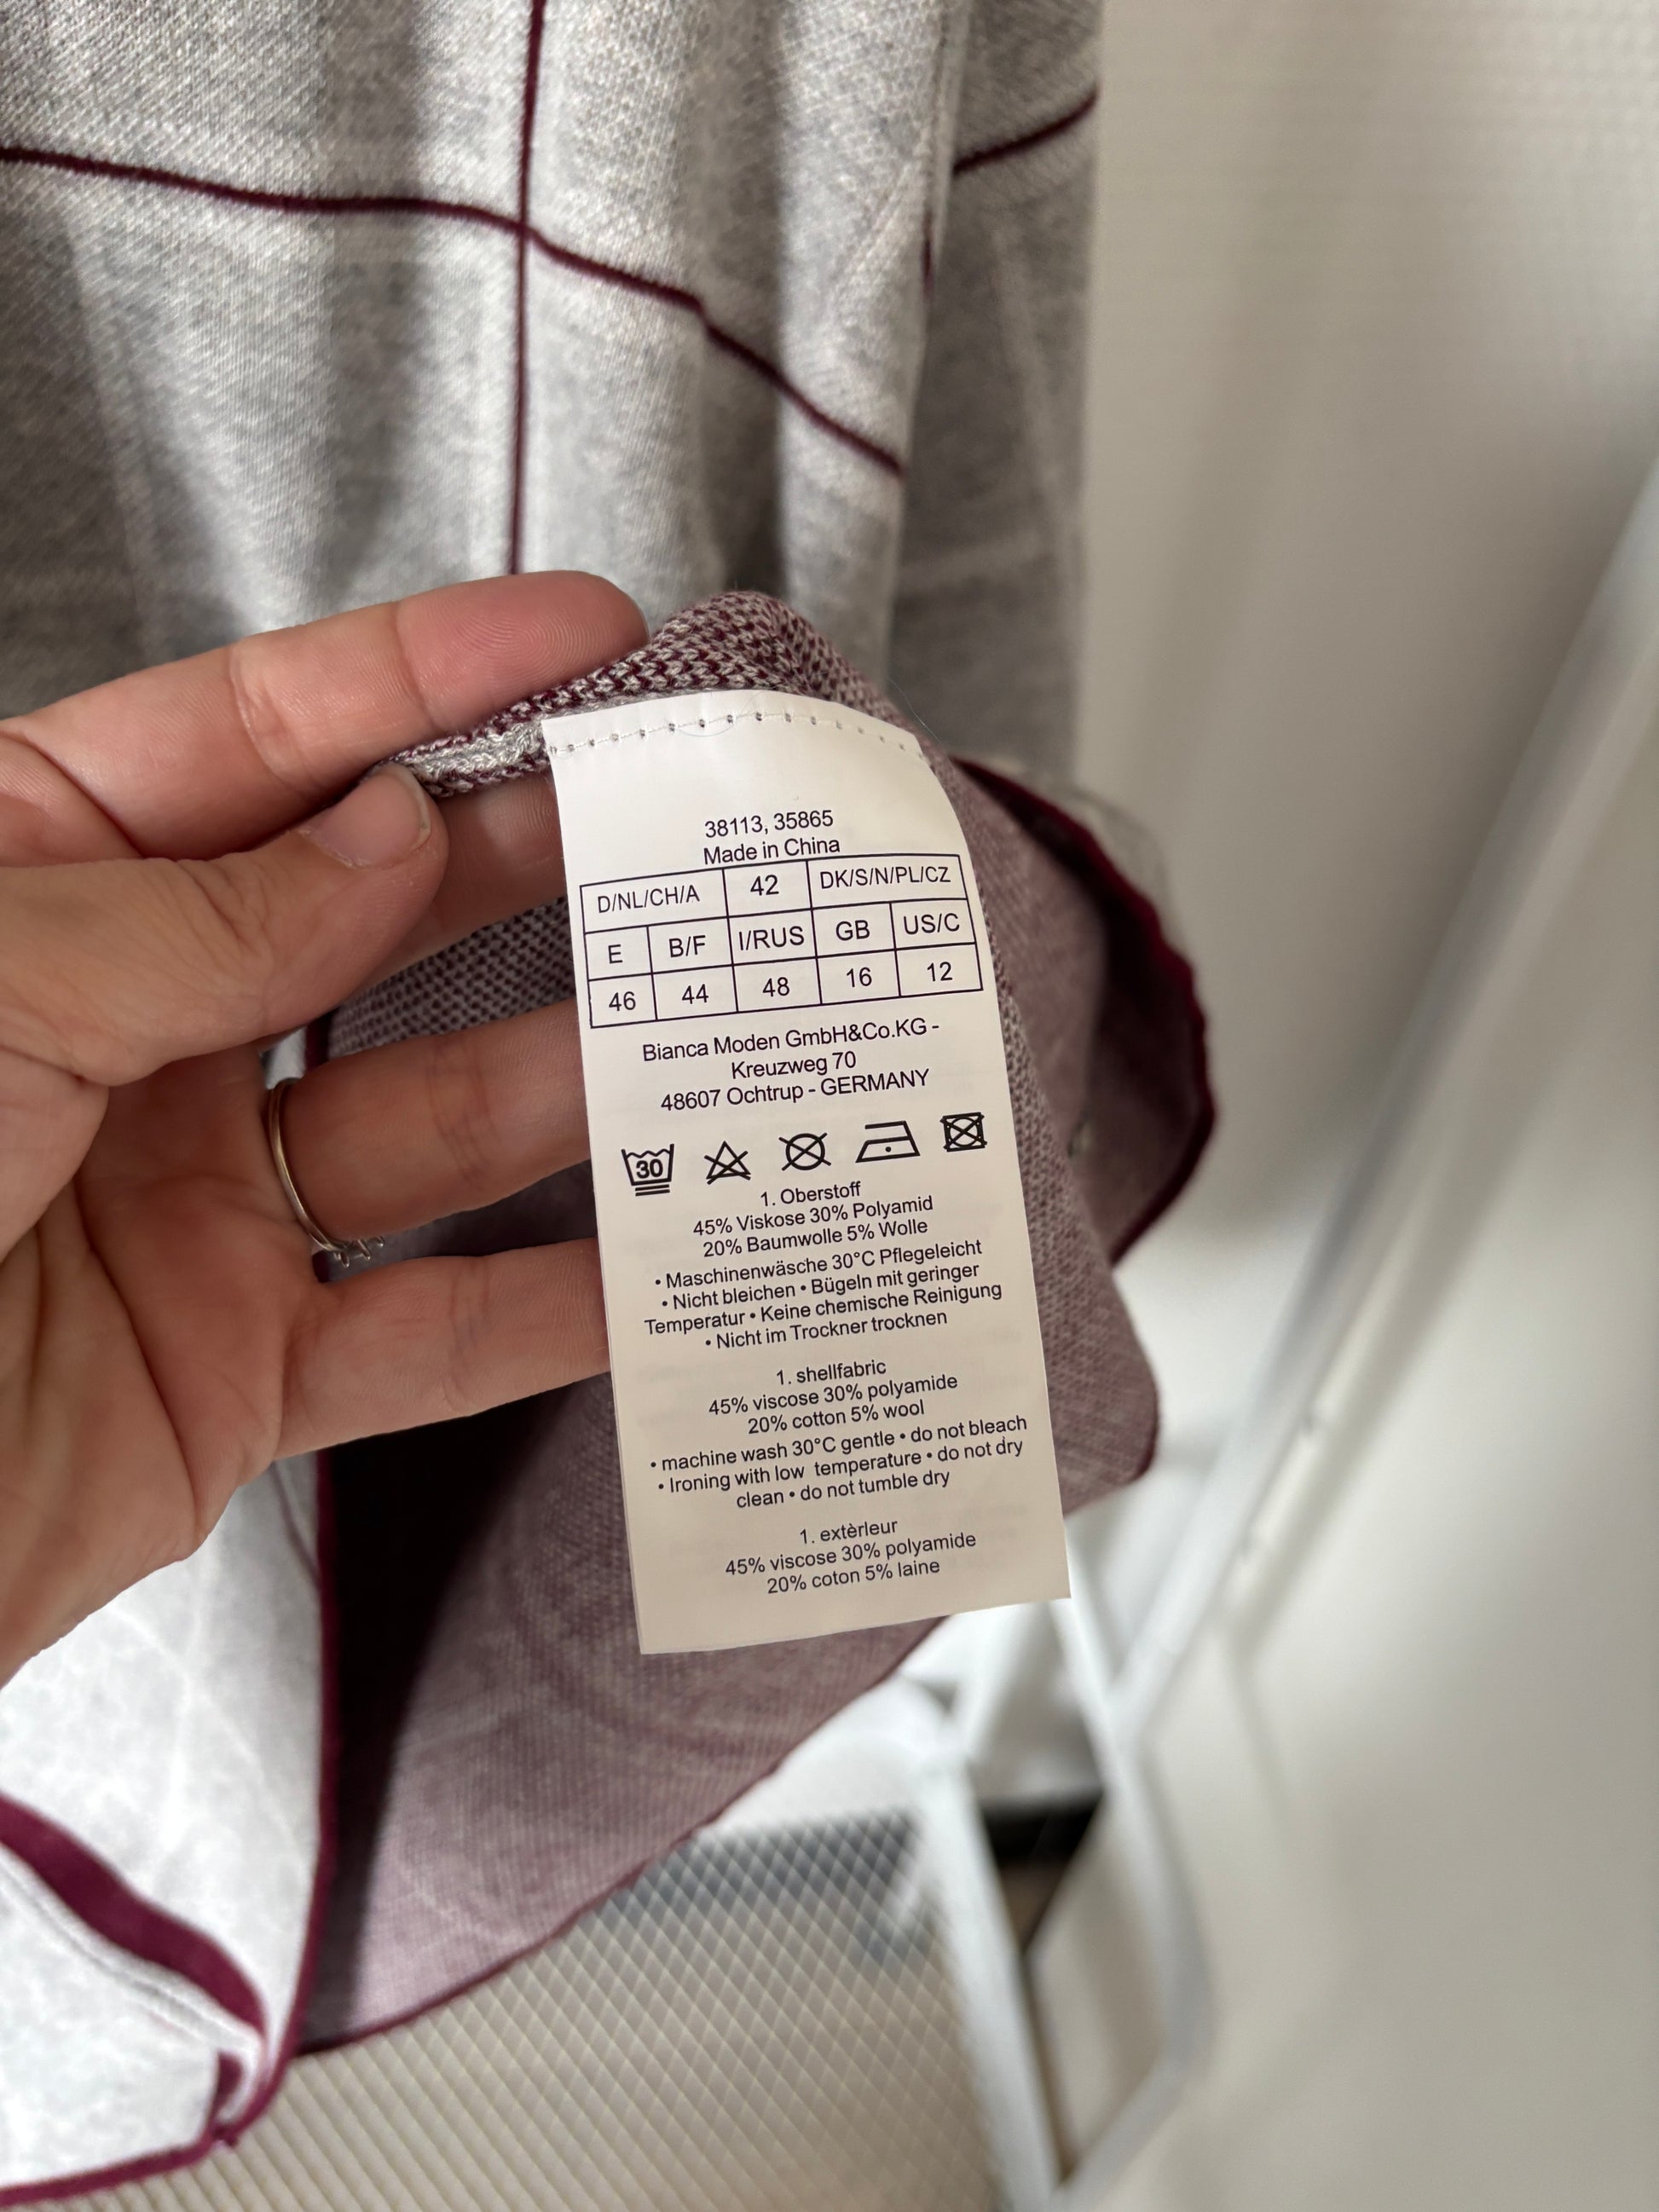 38113, 35865
Made in China
D/NL/CH/A 42 DK/S/N/PL/CZ
E B/F I/RUS GB US/C
46 44 48 16 12
Bianca Moden GmbH&Co.KG -
Kreuzweg 70
48607 Ochtrup - GERMANY
30
1. Oberstoff
45% Viskose 30% Polyamid
20% Baumwolle 5% Wolle
• Maschinenwäsche 30°C Pflegeleicht
• Nicht bleichen • Bügeln mit geringer
Temperatur • Keine chemische Reinigung
• Nicht im Trockner trocknen
1. shellfabric
45% viscose 30% polyamide
20% cotton 5% wool
• machine wash 30°C gentle • do not bleach
• Ironing with low temperature • do not dry
clean • do not tumble dry
1. extèrleur
45% viscose 30% polyamide
20% coton 5% laine